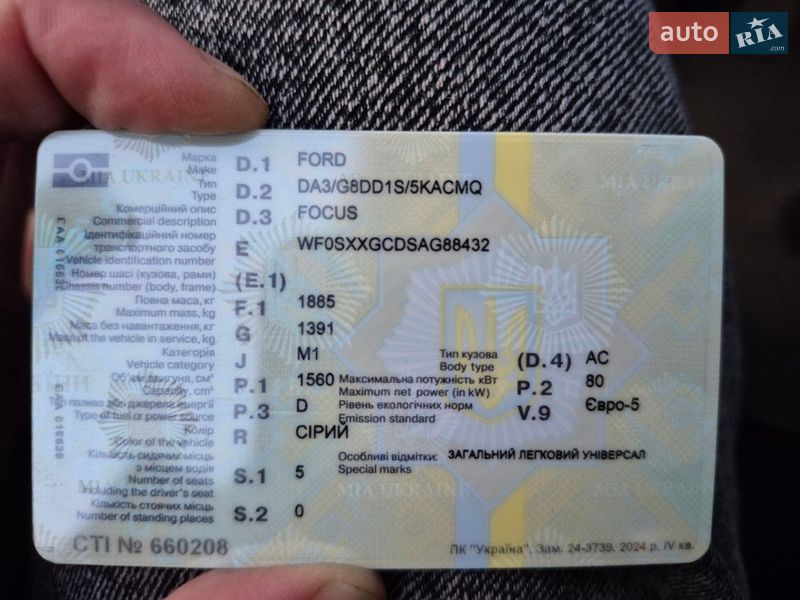 auto RIA .com
MIA UKRAINE
Марка
Make D.1 FORD
Тип
Type D.2 DA3/G8DD1S/5KACMQ
Комерційний опис
Commercial description D.3 FOCUS
Ідентифікаційний номер
транспортного засобу
Vehicle identification number E WF0SXXGCDSAG88432
Номер шасі (кузова, рами)
Chassis number (body, frame) (E.1)
Повна маса, кг
Maximum mass, kg F.1 1885
Маса без навантаження, кг
Mass of the vehicle in service, kg G 1391
Категорія
Vehicle category J M1
Тип кузова
Body type (D.4) AC
Об'єм двигуна, см³
Capacity, cm³ P.1 1560
Максимальна потужність кВт
Maximum net power (in kW) P.2 80
Тип палива або джерела енергії
Type of fuel or power source P.3 D
Рівень екологічних норм
Emission standard V.9 Євро-5
Колір
Color of the vehicle R СІРИЙ
Кількість сидячих місць
з місцем водія
Number of seats
including the driver's seat S.1 5
Особливі відмітки: ЗАГАЛЬНИЙ ЛЕГКОВИЙ УНІВЕРСАЛ
Special marks
MIA UKRAINE
Кількість стоячих місць
Number of standing places S.2 0
СТІ № 660208
ПК "Україна". Зам. 24-3739. 2024 р. IV кв.